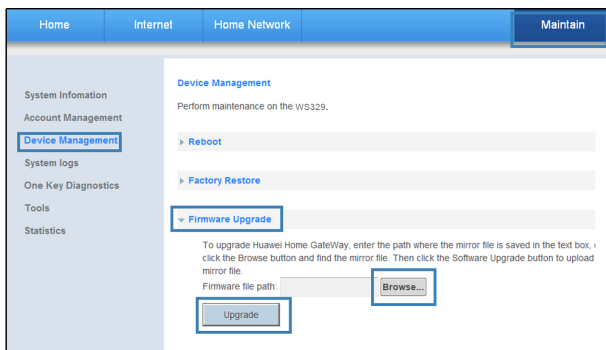 Home Internet Home Network Maintain
System Infomation
Account Management
Device Management
System logs
One Key Diagnostics
Tools
Statistics
Device Management
Perform maintenance on the WS329.
Reboot
Factory Restore
Firmware Upgrade
To upgrade Huawei Home GateWay, enter the path where the mirror file is saved in the text box,
click the Browse button and find the mirror file. Then click the Software Upgrade button to upload
mirror file.
Firmware file path: Browse...
Upgrade